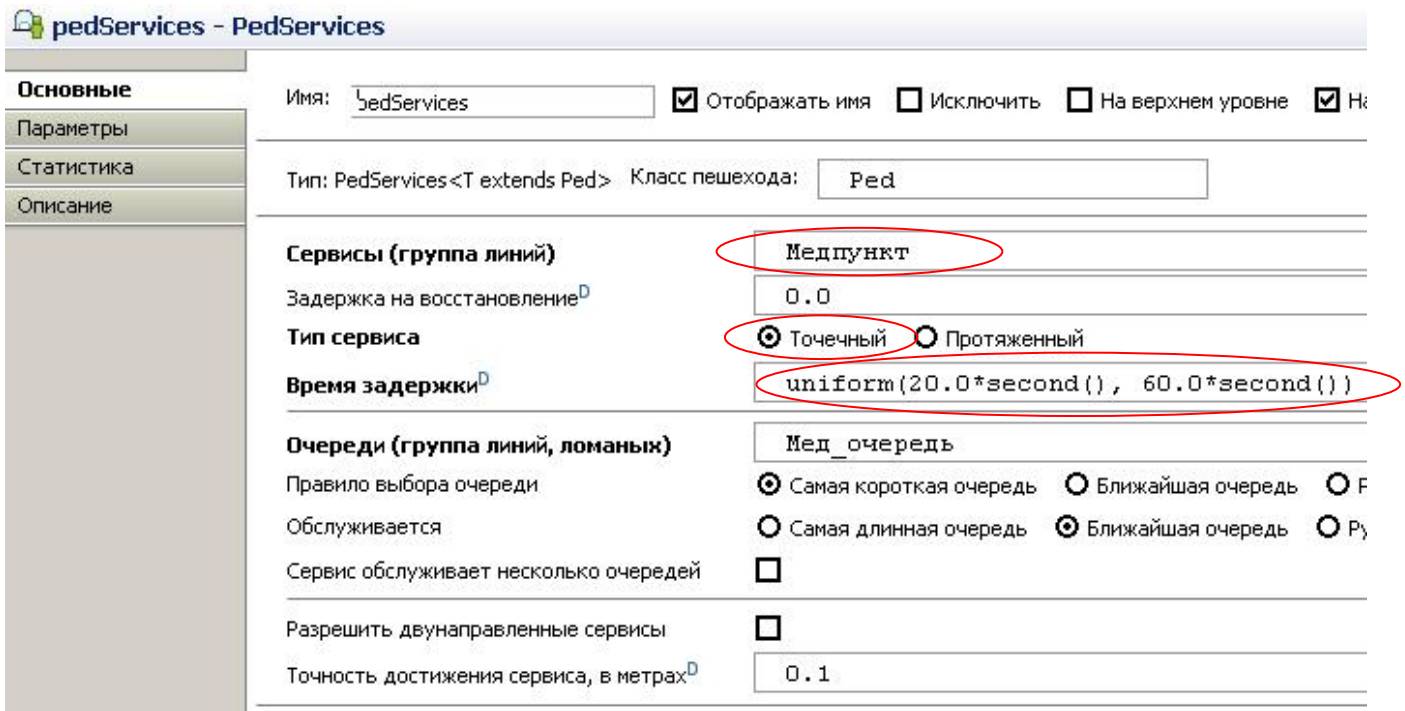 pedServices - PedServices
Основные
Параметры
Статистика
Описание
Имя: pedServices Отображать имя Исключить На верхнем уровне На
Тип: PedServices<T extends Ped> Класс пешехода: Ped
Сервисы (группа линий) Медпункт
Задержка на восстановление D 0.0
Тип сервиса Точечный Протяженный
Время задержки D uniform(20.0*second(), 60.0*second())
Очереди (группа линий, ломаных) Мед_очередь
Правило выбора очереди Самая короткая очередь Ближайшая очередь Р
Обслуживается Самая длинная очередь Ближайшая очередь Ру
Сервис обслуживает несколько очередей
Разрешить двунаправленные сервисы
Точность достижения сервиса, в метрах D 0.1